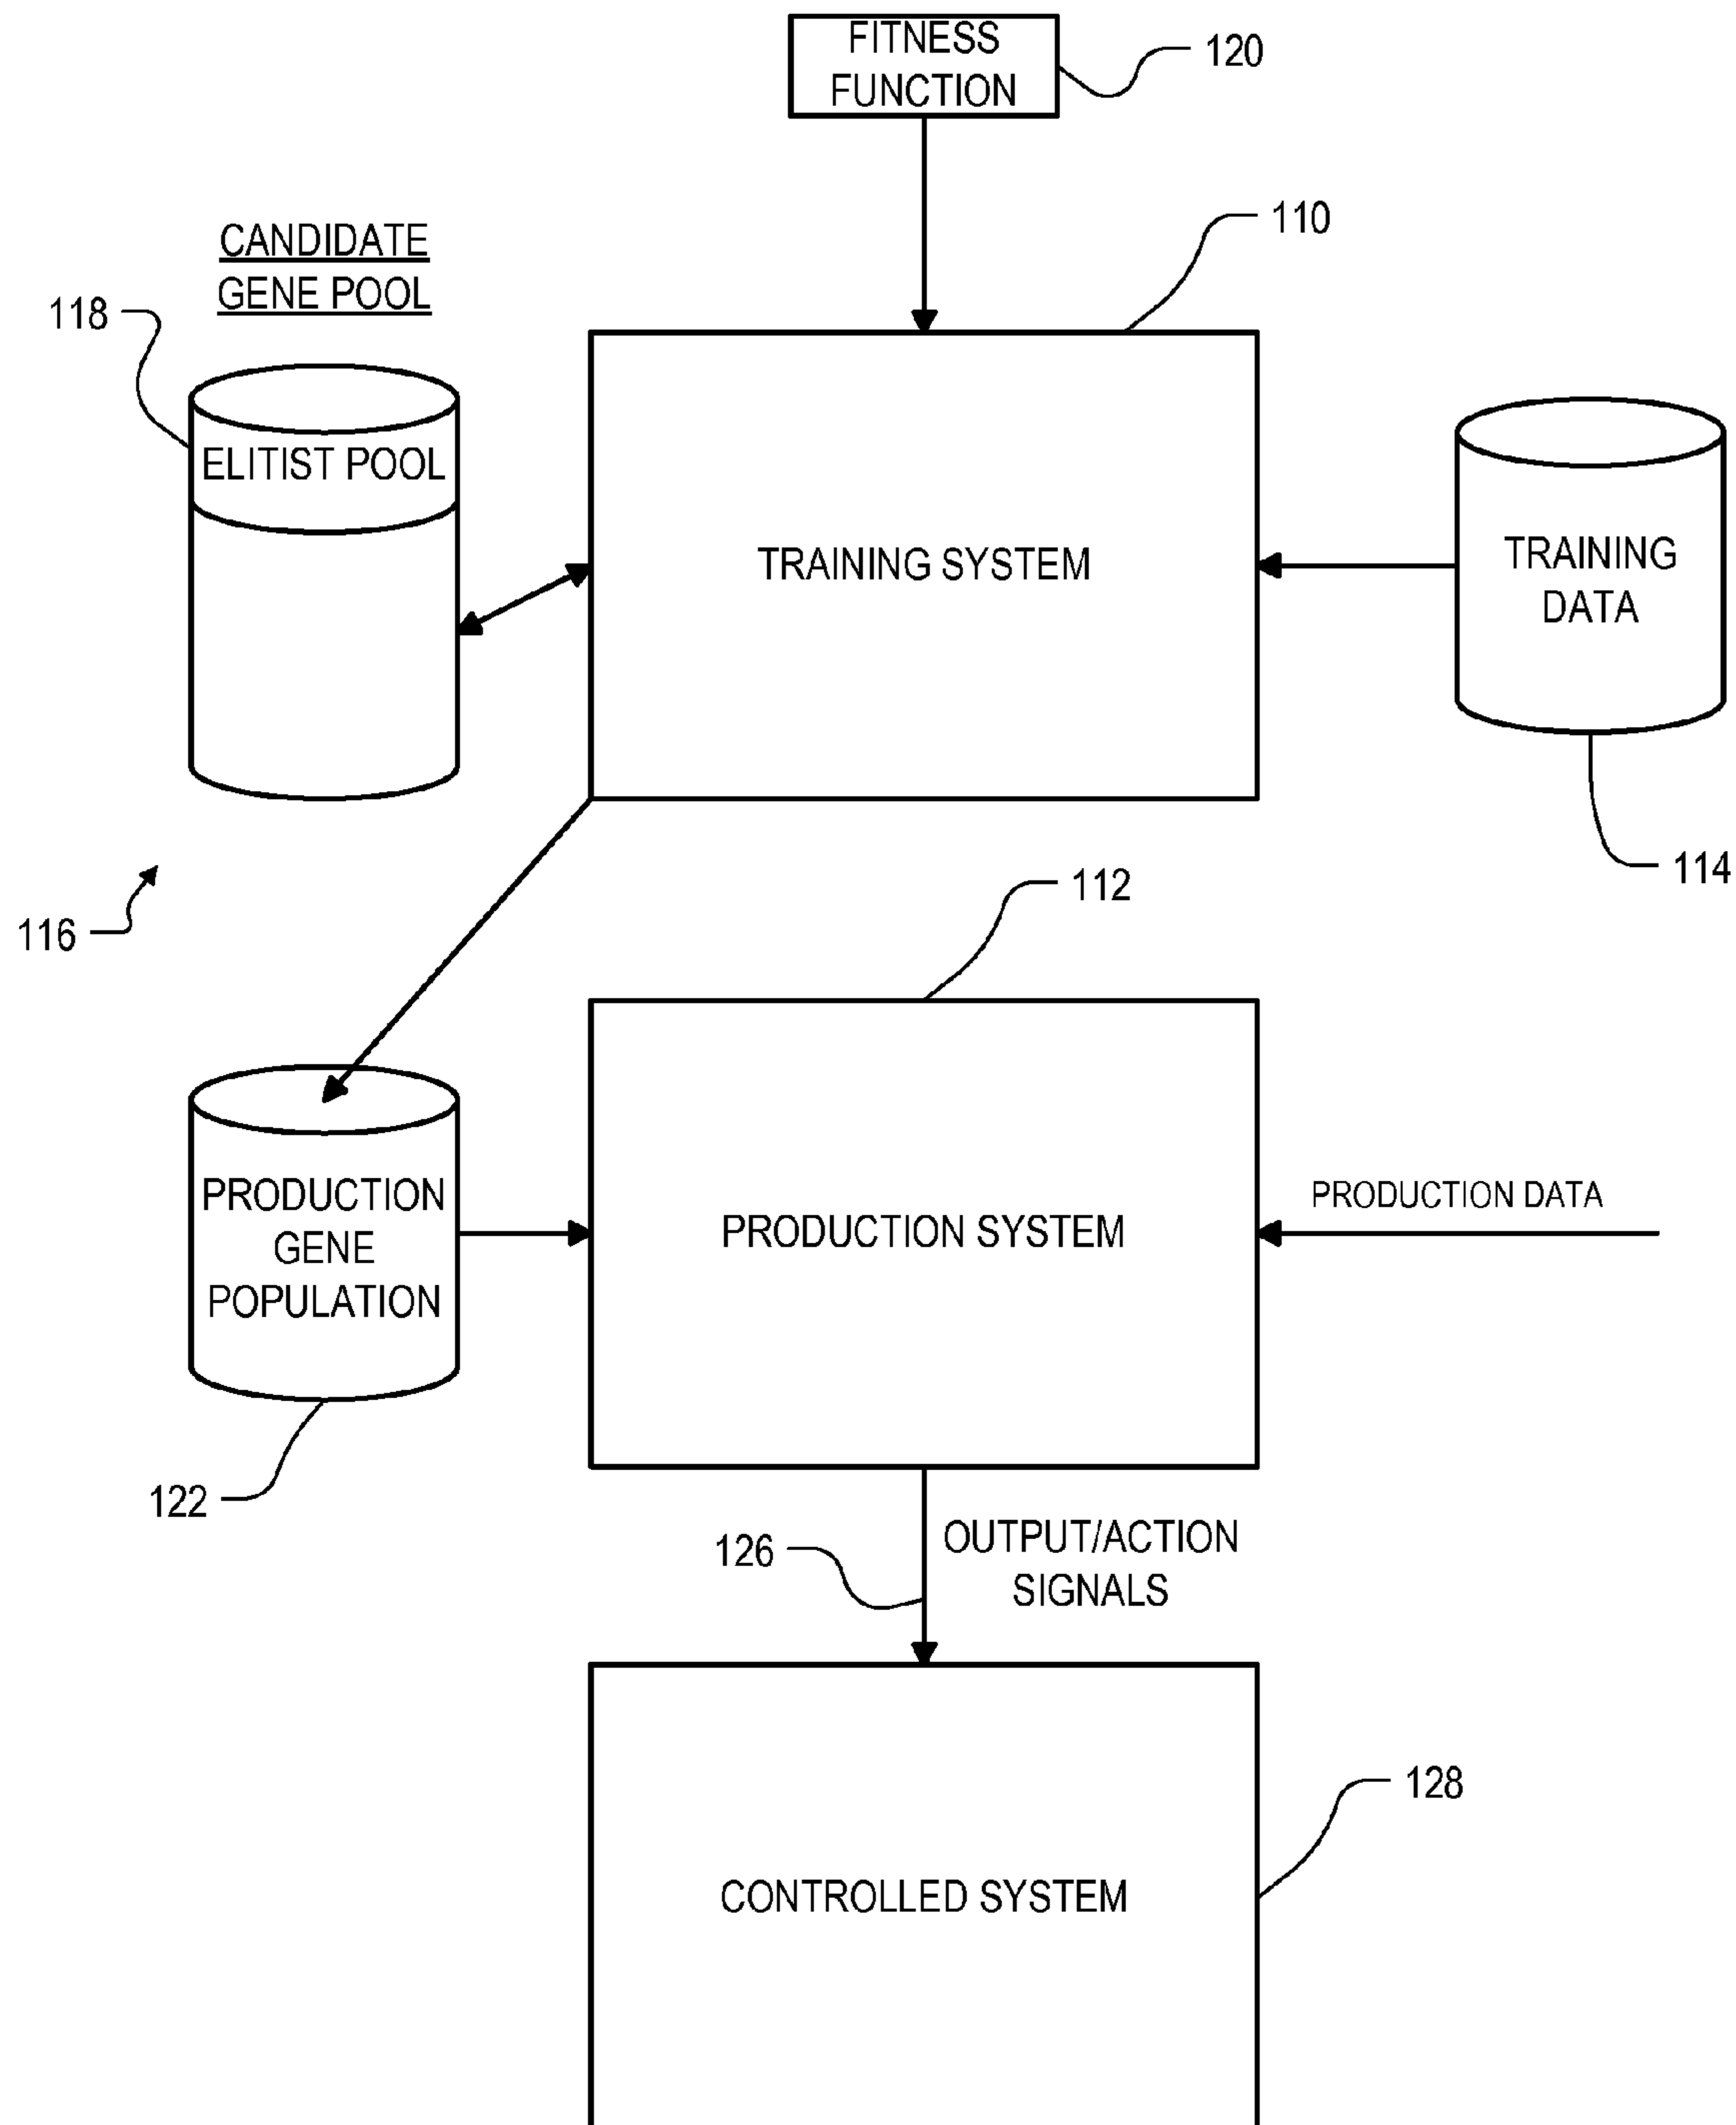 FITNESS
FUNCTION
120
110
CANDIDATE
GENE POOL
118
ELITIST POOL
TRAINING SYSTEM
TRAINING
DATA
114
116
112
PRODUCTION
GENE
POPULATION
PRODUCTION SYSTEM
PRODUCTION DATA
122
126
OUTPUT/ACTION
SIGNALS
128
CONTROLLED SYSTEM